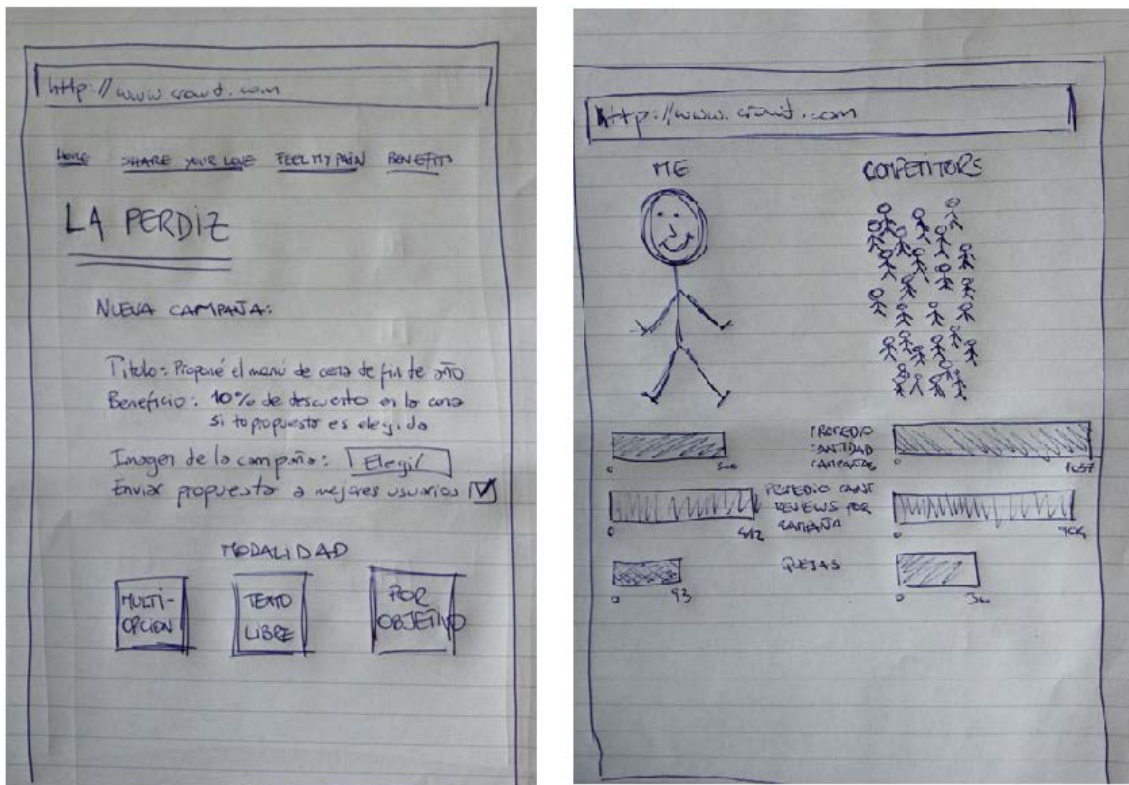 http://www.crowd.com
HOME SHARE YOUR LOVE FEEL MY PAIN BENEFITS
LA PERDIZ
NUEVA CAMPAÑA:
Titulo: Proponé el menú de cena de fin de año
Beneficio: 10% de descuento en la cena
si tu propuesta es elegida
Imagen de la campaña: Elegir
Enviar propuesta a mejores usuarios
MODALIDAD
MULTI-
OPCION
TEXTO
LIBRE
POR
OBJETIVO
http://www.crowd.com
ME COMPETITORS
PROMEDIO
CANTIDAD
CAMPAÑAS
0
0 1657
PROMEDIO CANT
REVIEWS POR
CAMPAÑA
0
0
QUEJAS
0 93
0